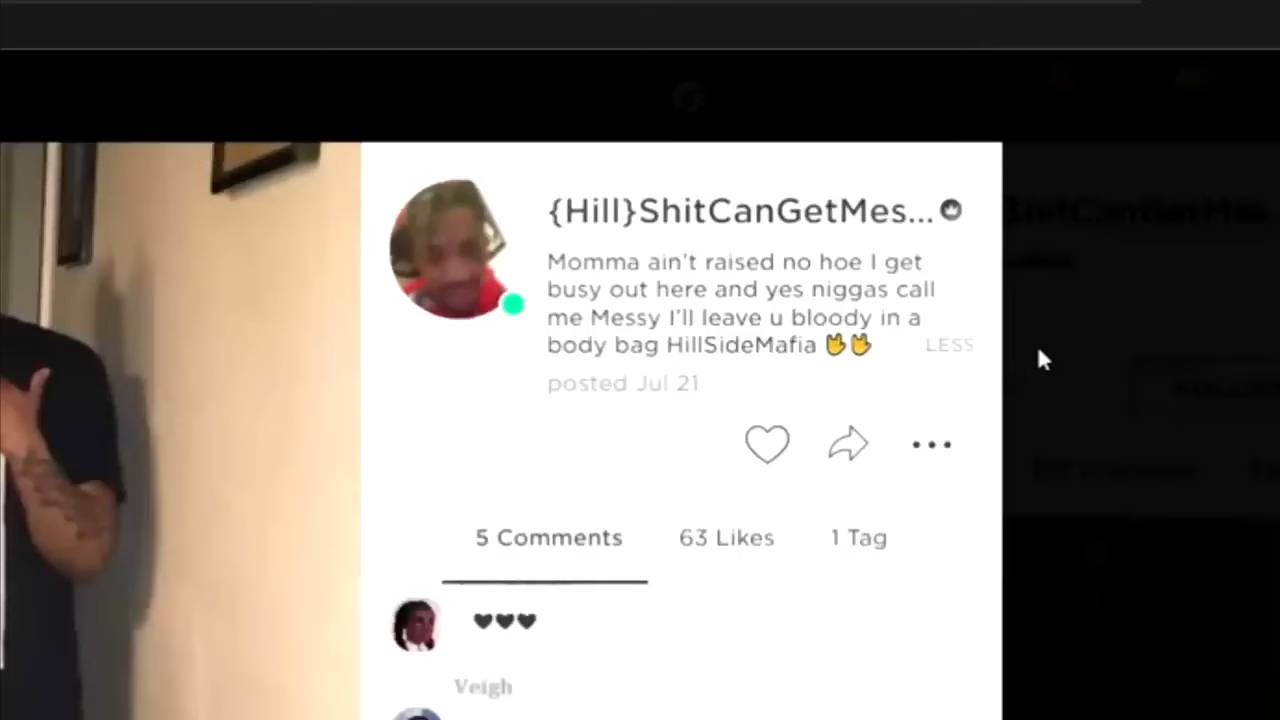 {Hill}ShitCanGetMes...
Momma ain't raised no hoe I get
busy out here and yes niggas call
me Messy I'll leave u bloody in a
body bag HillSideMafia 🤟🤟 LESS
posted Jul 21
5 Comments 63 Likes 1 Tag
🖤🖤🖤
Veigh